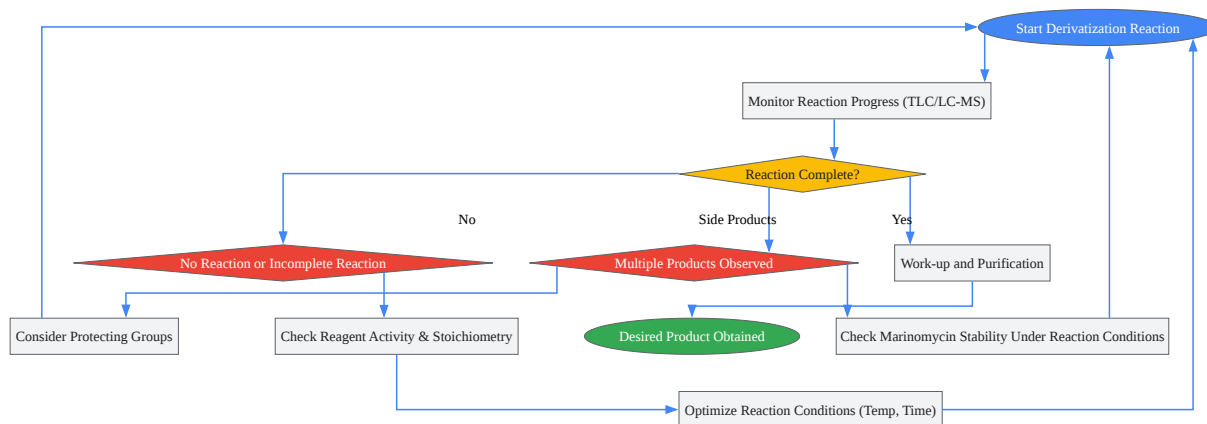 Start Derivatization Reaction
Monitor Reaction Progress (TLC/LC-MS)
Reaction Complete?
No
Side Products
Yes
No Reaction or Incomplete Reaction
Multiple Products Observed
Work-up and Purification
Consider Protecting Groups
Check Reagent Activity & Stoichiometry
Desired Product Obtained
Check Marinomycin Stability Under Reaction Conditions
Optimize Reaction Conditions (Temp, Time)